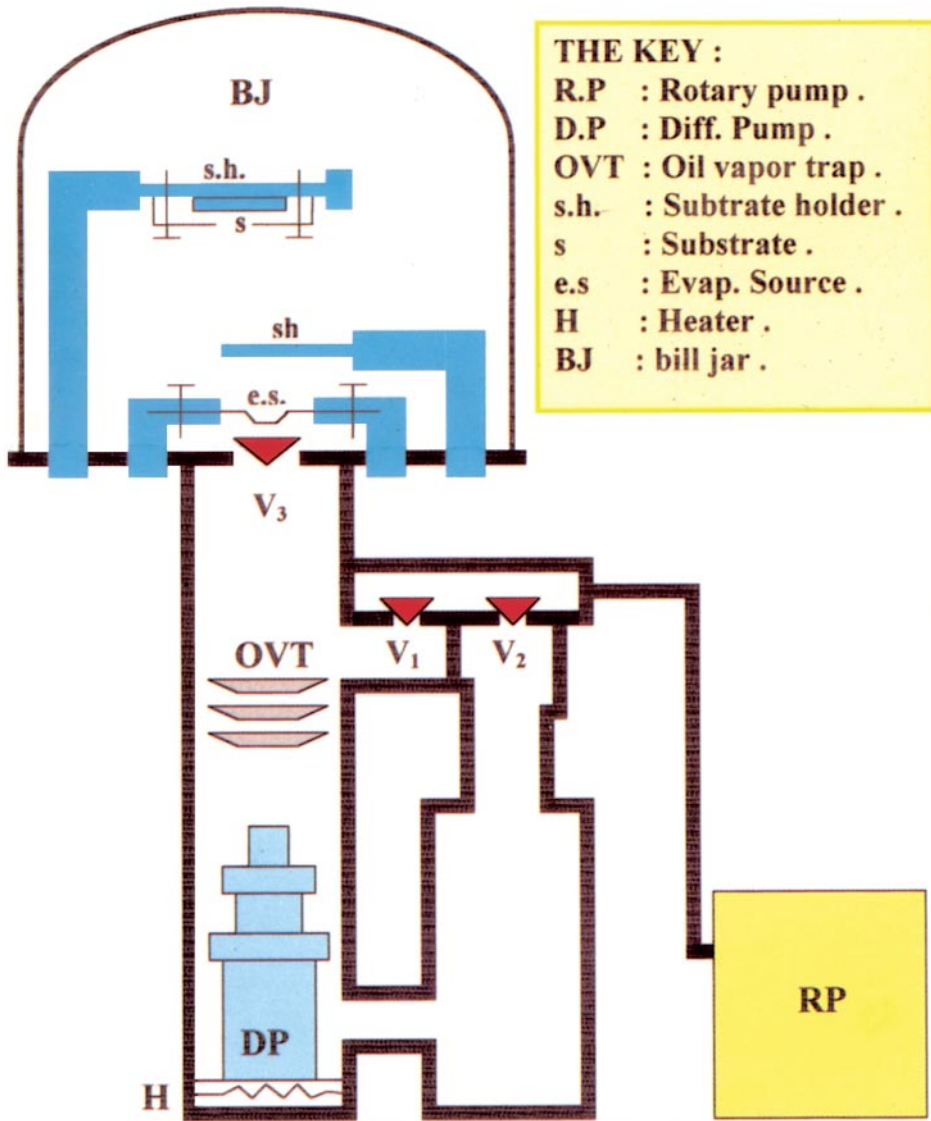 BJ
s.h.
s
sh
e.s.
V₃
OVT
V₁ V₂
DP
H
RP
THE KEY :
R.P : Rotary pump .
D.P : Diff. Pump .
OVT : Oil vapor trap .
s.h. : Subtrate holder .
s : Substrate .
e.s : Evap. Source .
H : Heater .
BJ : bill jar .